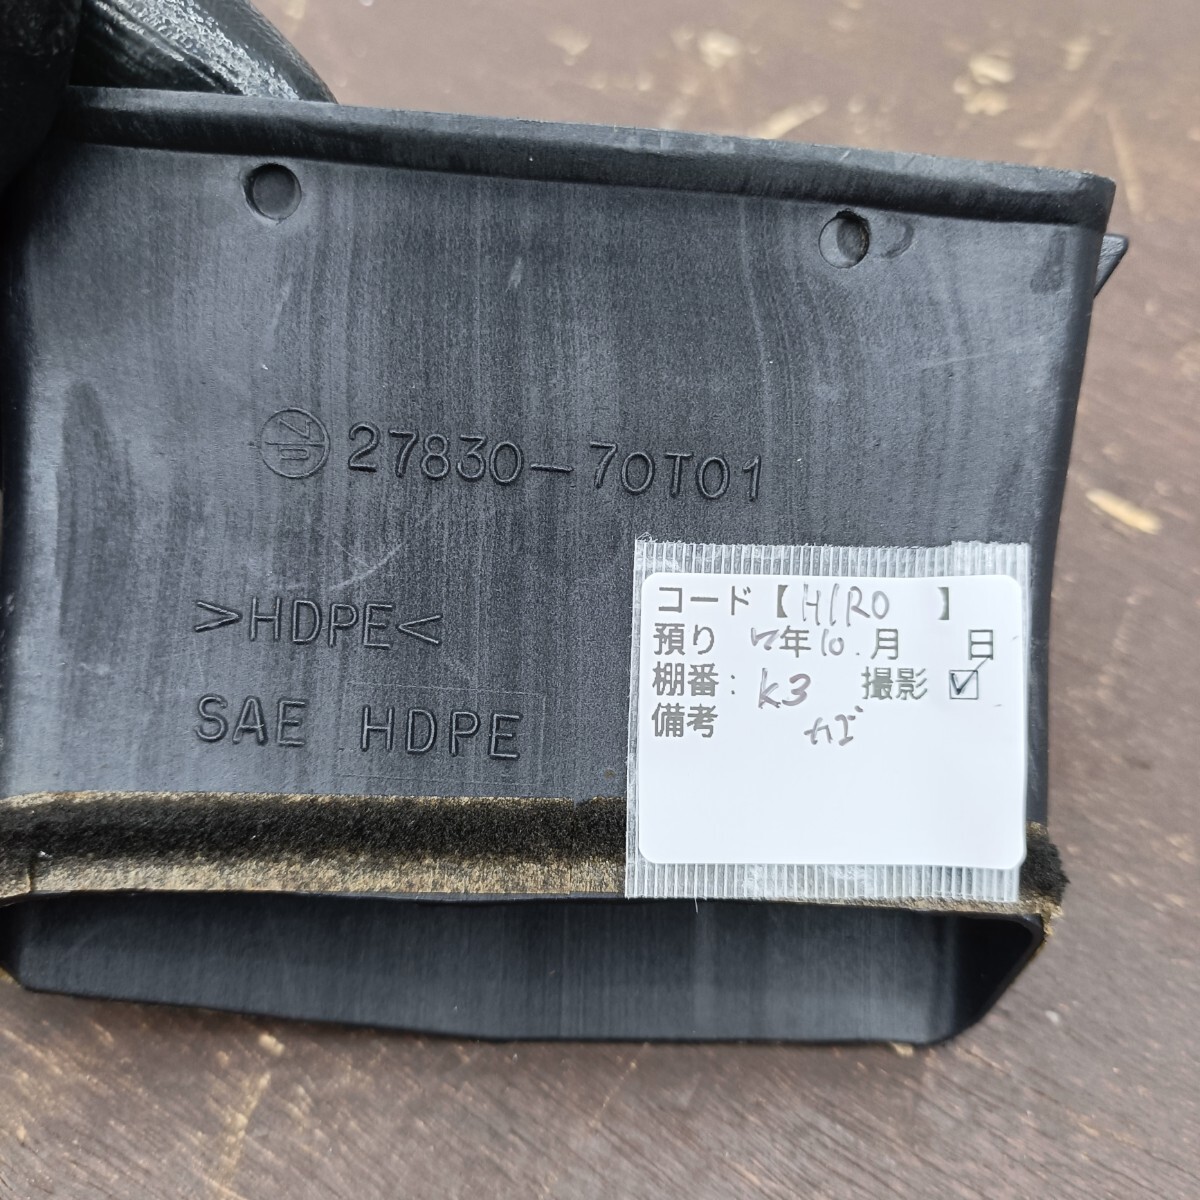 27830-70T01
>HDPE<
SAE HDPE
コード【HIRO 】
預り 7年10.月 日
棚番: K3 撮影 ☑
備考